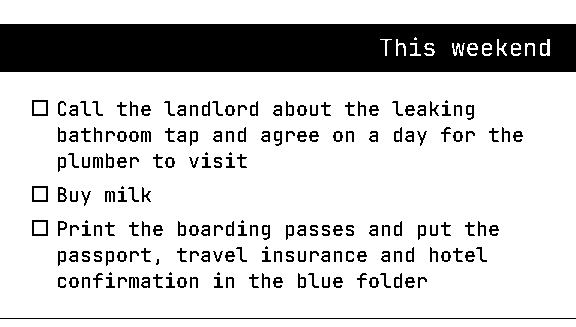 This weekend
Call the landlord about the leaking
bathroom tap and agree on a day for the
plumber to visit
Buy milk
Print the boarding passes and put the
passport, travel insurance and hotel
confirmation in the blue folder